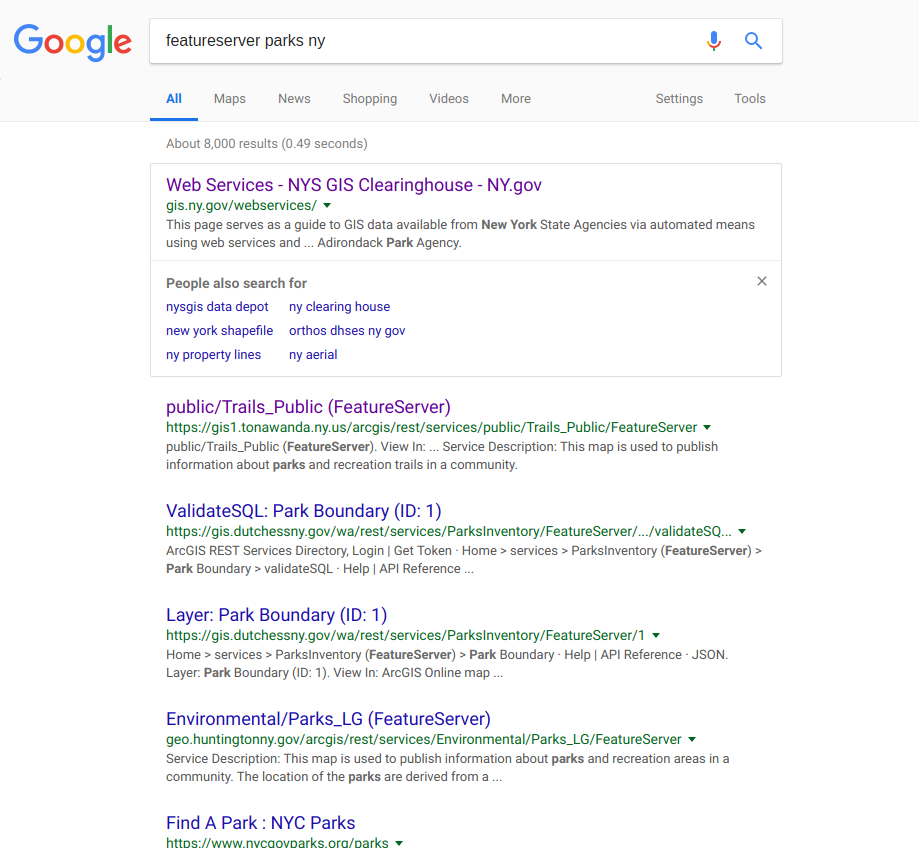 Google
featureserver parks ny
All Maps News Shopping Videos More Settings Tools
About 8,000 results (0.49 seconds)
Web Services - NYS GIS Clearinghouse - NY.gov
gis.ny.gov/webservices/
This page serves as a guide to GIS data available from New York State Agencies via automated means
using web services and ... Adirondack Park Agency.
People also search for
nysgis data depot ny clearing house
new york shapefile orthos dhses ny gov
ny property lines ny aerial
public/Trails_Public (FeatureServer)
https://gis1.tonawanda.ny.us/arcgis/rest/services/public/Trails_Public/FeatureServer
public/Trails_Public (FeatureServer). View In: ... Service Description: This map is used to publish
information about parks and recreation trails in a community.
ValidateSQL: Park Boundary (ID: 1)
https://gis.dutchessny.gov/wa/rest/services/ParksInventory/FeatureServer/.../validateSQ...
ArcGIS REST Services Directory, Login | Get Token · Home > services > ParksInventory (FeatureServer) >
Park Boundary > validateSQL · Help | API Reference ...
Layer: Park Boundary (ID: 1)
https://gis.dutchessny.gov/wa/rest/services/ParksInventory/FeatureServer/1
Home > services > ParksInventory (FeatureServer) > Park Boundary · Help | API Reference · JSON.
Layer: Park Boundary (ID: 1). View In: ArcGIS Online map ...
Environmental/Parks_LG (FeatureServer)
geo.huntingtonny.gov/arcgis/rest/services/Environmental/Parks_LG/FeatureServer
Service Description: This map is used to publish information about parks and recreation areas in a
community. The location of the parks are derived from a ...
Find A Park : NYC Parks
https://www.nycgovparks.org/parks